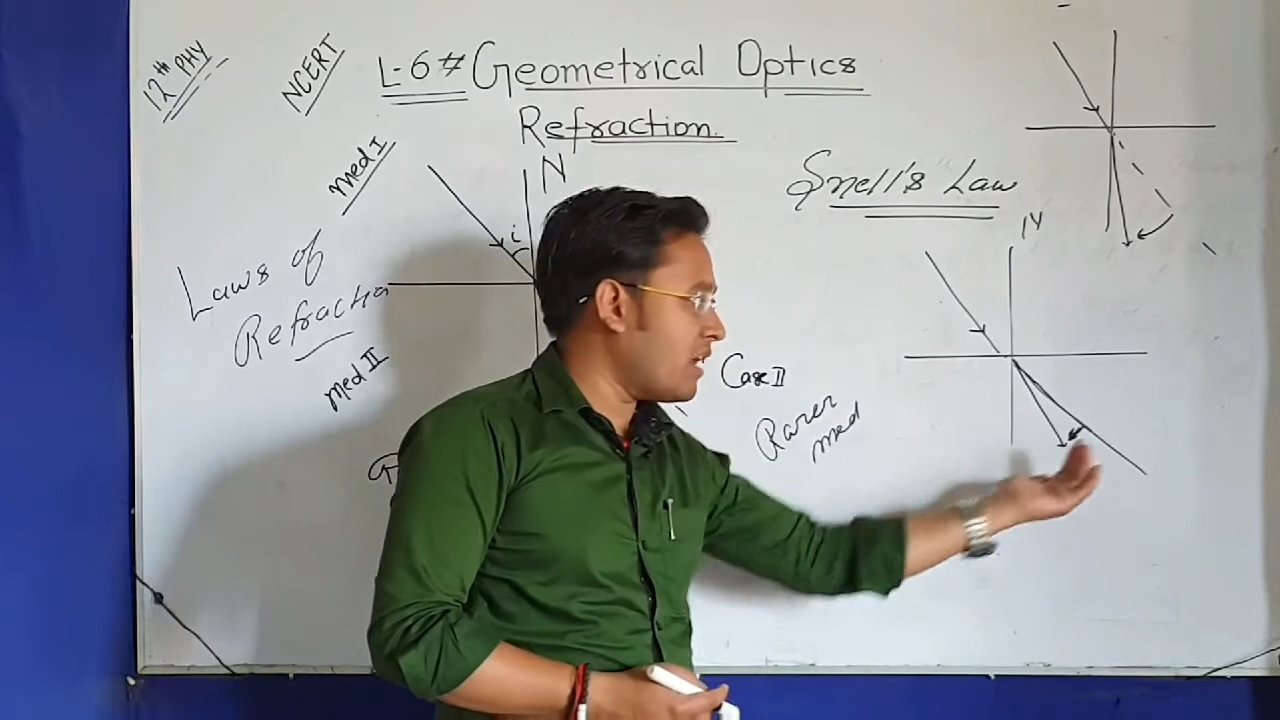 12th PHY
NCERT
L-6 # Geometrical Optics
Refraction.
Med I
N
i
Snell's Law
N
Laws of
Refraction
Med II
Case II
Rarer
med